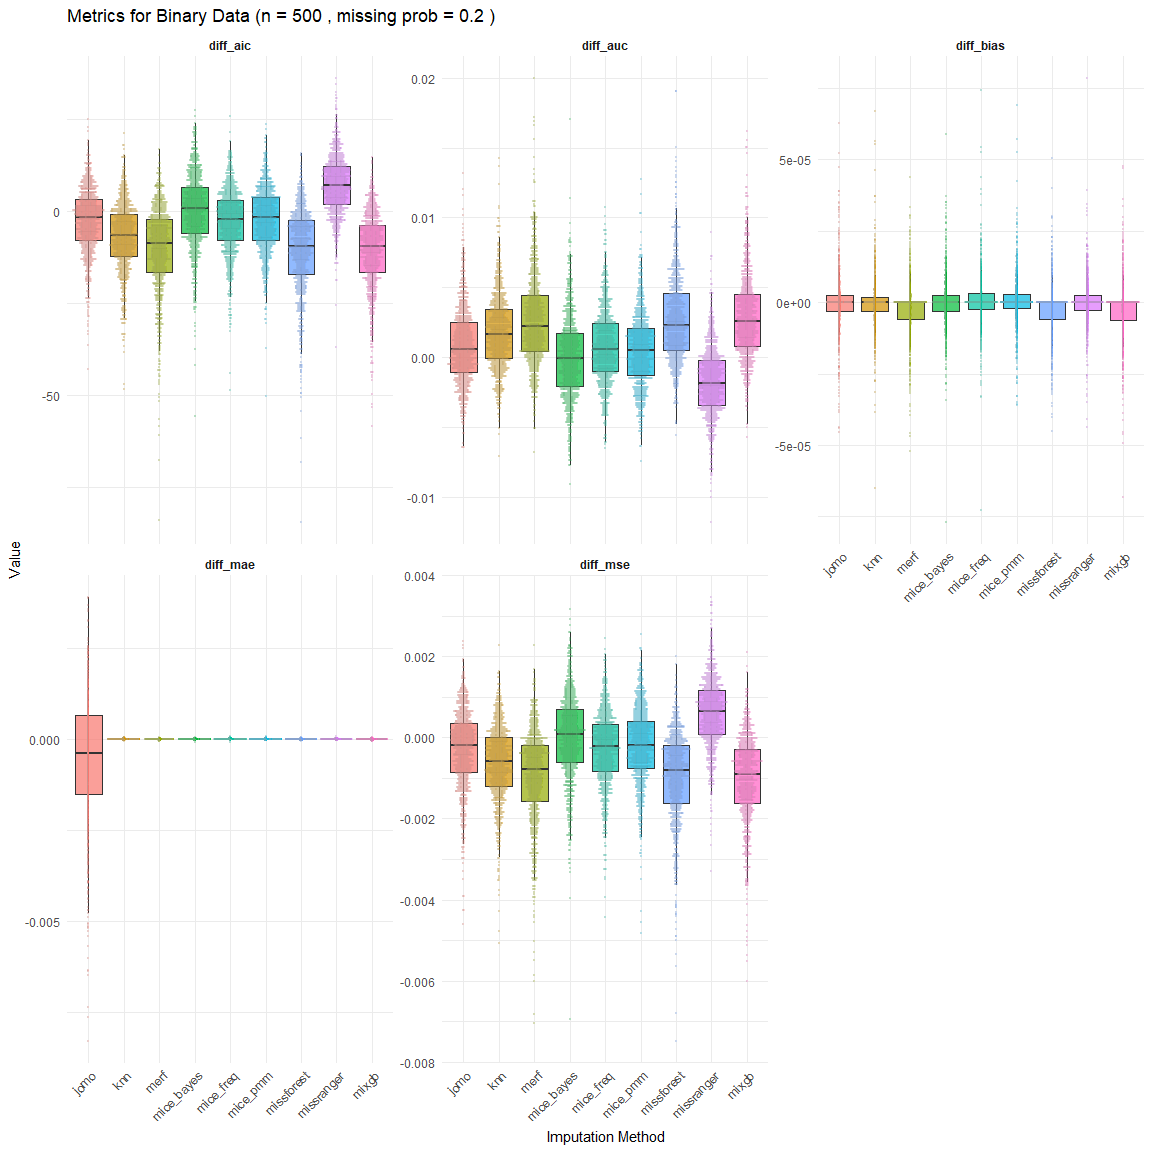 Metrics for Binary Data (n = 500 , missing prob = 0.2 )
diff_aic
diff_auc
diff_bias
0
-50
0.02
0.01
0.00
-0.01
5e-05
0e+00
-5e-05
jomo
knn
merf
mice_bayes
mice_freq
mice_pmm
missforest
missranger
mixgb
Value
diff_mae
diff_mse
0.000
-0.005
0.004
0.002
0.000
-0.002
-0.004
-0.006
-0.008
jomo
knn
merf
mice_bayes
mice_freq
mice_pmm
missforest
missranger
mixgb
jomo
knn
merf
mice_bayes
mice_freq
mice_pmm
missforest
missranger
mixgb
Imputation Method